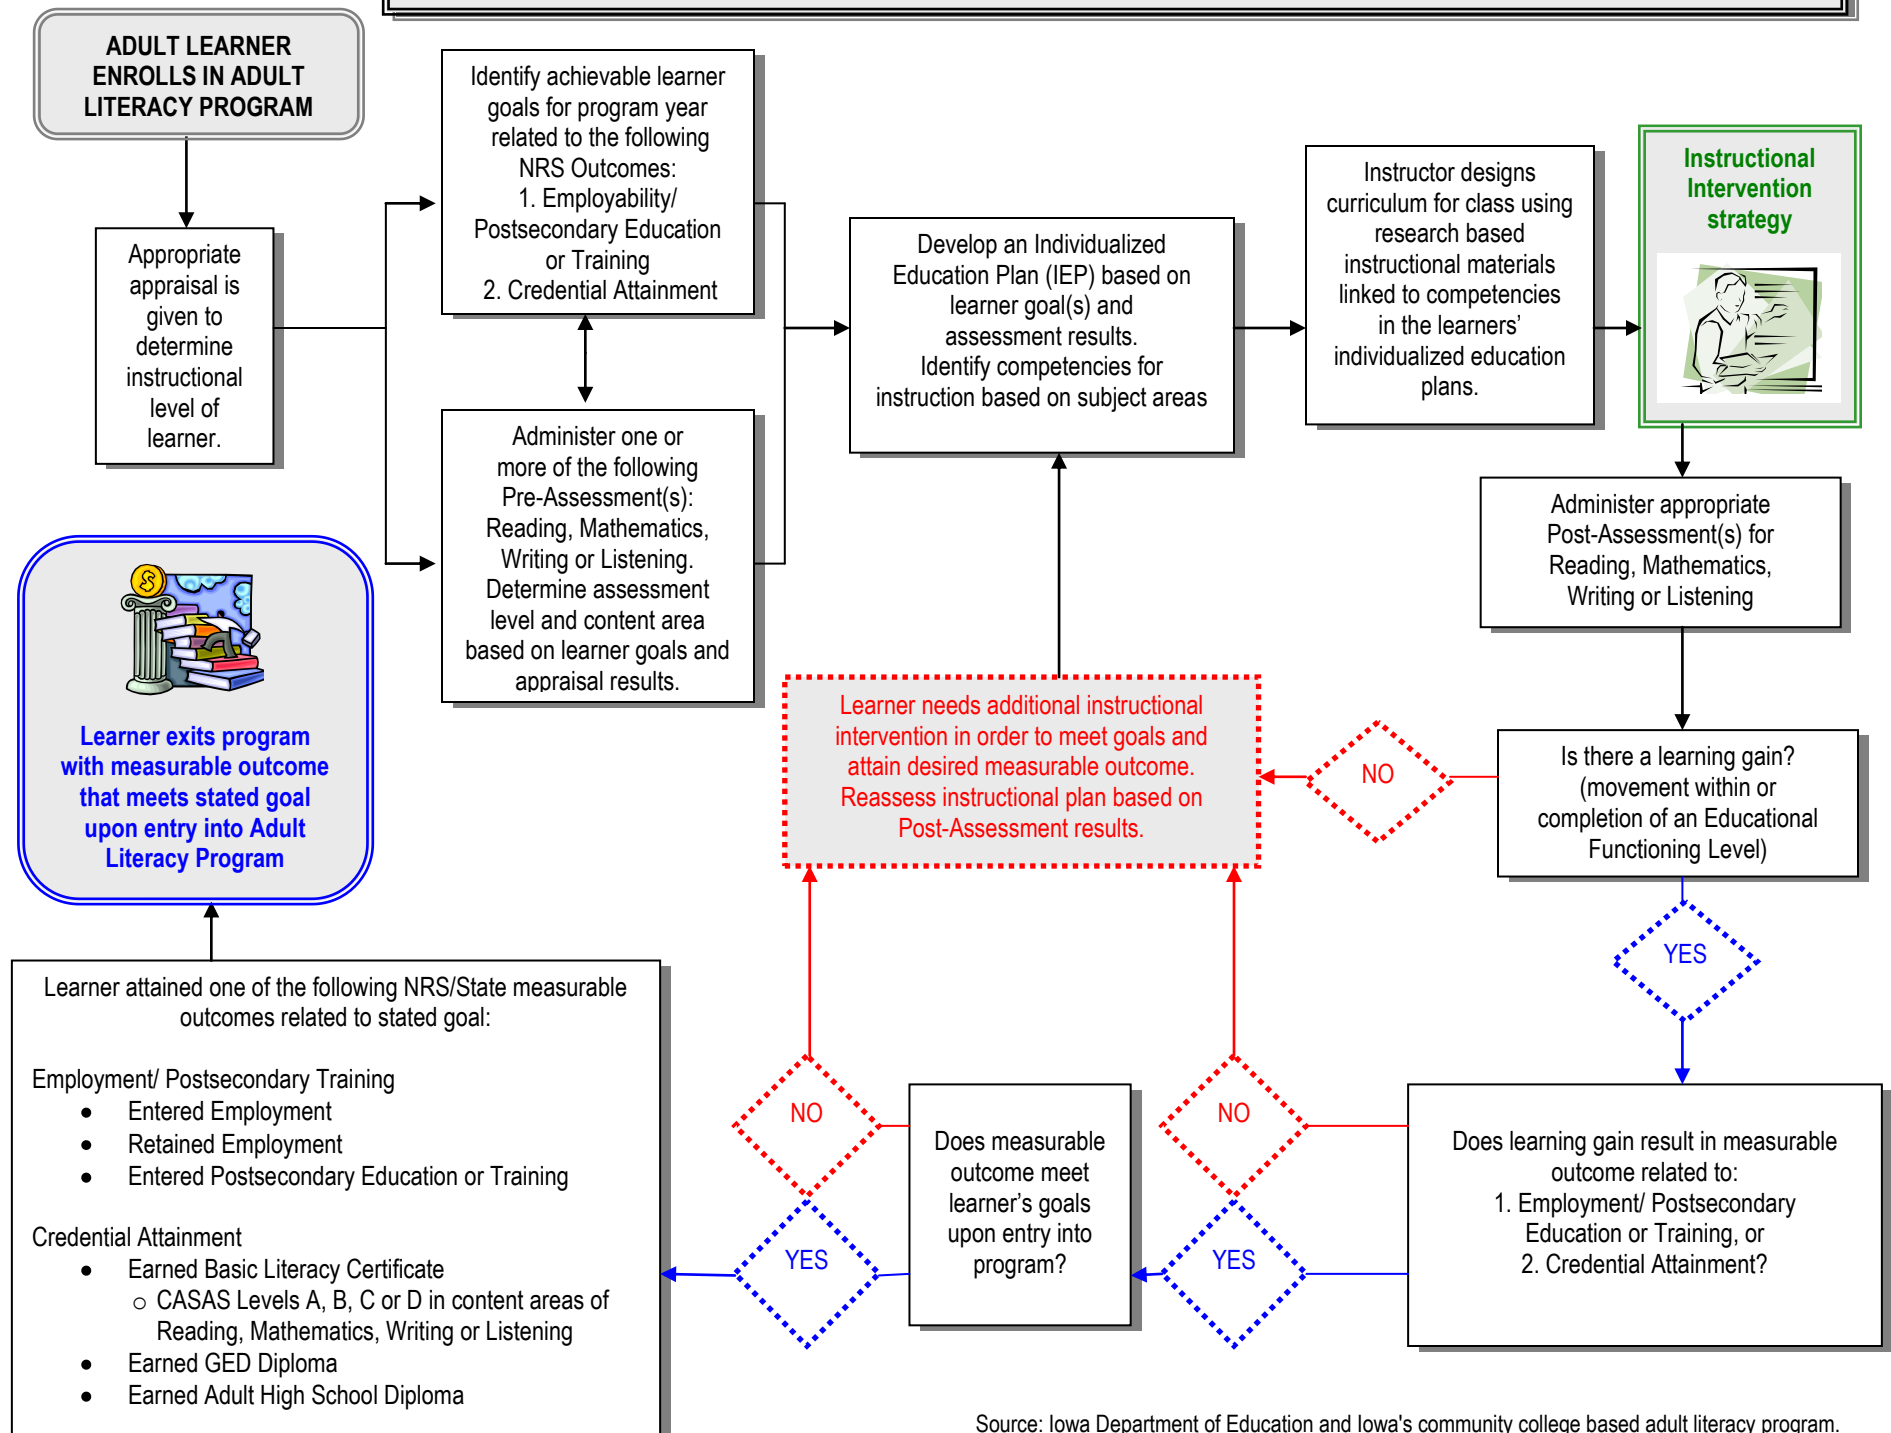 ADULT LEARNER
ENROLLS IN ADULT
LITERACY PROGRAM
Appropriate
appraisal is
given to
determine
instructional
level of
learner.
Identify achievable learner
goals for program year
related to the following
NRS Outcomes:
1. Employability/
Postsecondary Education
or Training
2. Credential Attainment
Administer one or
more of the following
Pre-Assessment(s):
Reading, Mathematics,
Writing or Listening.
Determine assessment
level and content area
based on learner goals and
appraisal results.
Develop an Individualized
Education Plan (IEP) based on
learner goal(s) and
assessment results.
Identify competencies for
instruction based on subject areas
Instructor designs
curriculum for class using
research based
instructional materials
linked to competencies
in the learners’
individualized education
plans.
Instructional
Intervention
strategy
Administer appropriate
Post-Assessment(s) for
Reading, Mathematics,
Writing or Listening
Is there a learning gain?
(movement within or
completion of an Educational
Functioning Level)
NO
Learner needs additional instructional
intervention in order to meet goals and
attain desired measurable outcome.
Reassess instructional plan based on
Post-Assessment results.
YES
Does learning gain result in measurable
outcome related to:
1. Employment/ Postsecondary
Education or Training, or
2. Credential Attainment?
NO
YES
Does measurable
outcome meet
learner’s goals
upon entry into
program?
NO
YES
Learner attained one of the following NRS/State measurable
outcomes related to stated goal:
Employment/ Postsecondary Training
● Entered Employment
● Retained Employment
● Entered Postsecondary Education or Training
Credential Attainment
● Earned Basic Literacy Certificate
○ CASAS Levels A, B, C or D in content areas of
Reading, Mathematics, Writing or Listening
● Earned GED Diploma
● Earned Adult High School Diploma
$
Learner exits program
with measurable outcome
that meets stated goal
upon entry into Adult
Literacy Program
Source: Iowa Department of Education and Iowa's community college based adult literacy program.